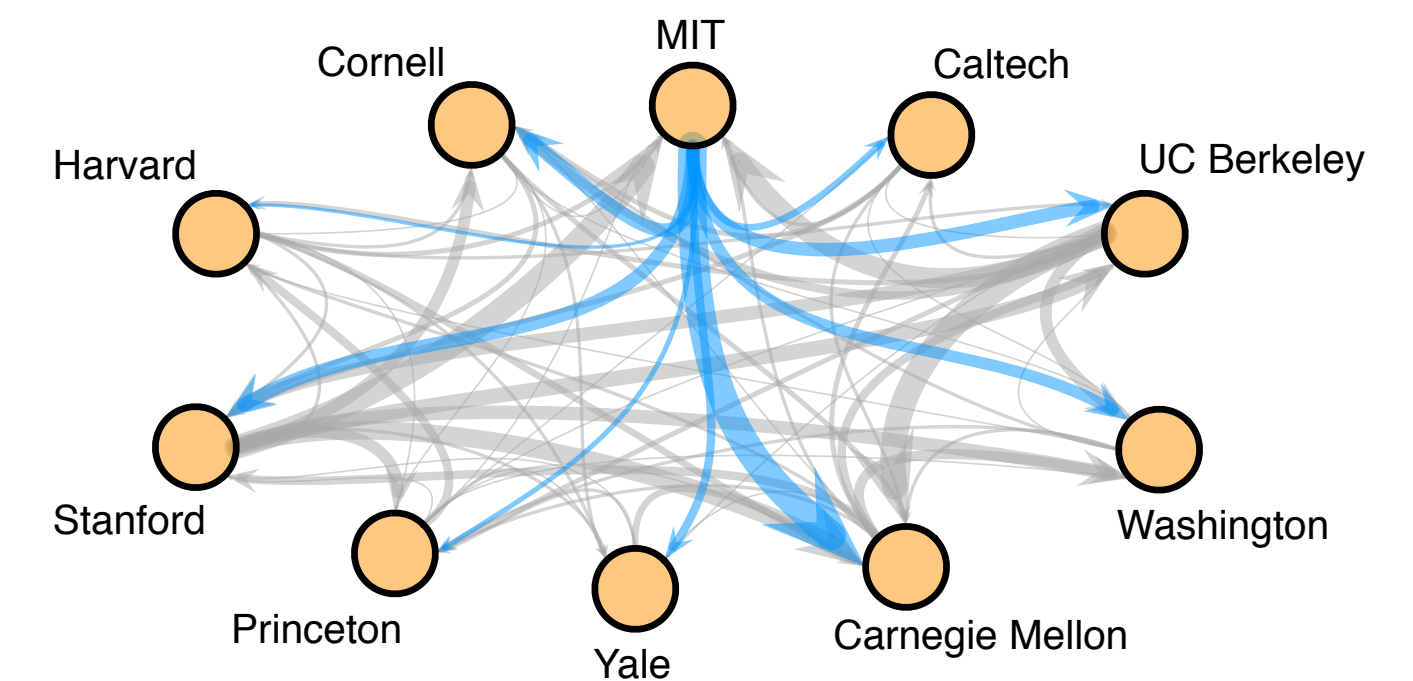 MIT
Cornell
Caltech
Harvard
UC Berkeley
Stanford
Washington
Princeton
Carnegie Mellon
Yale